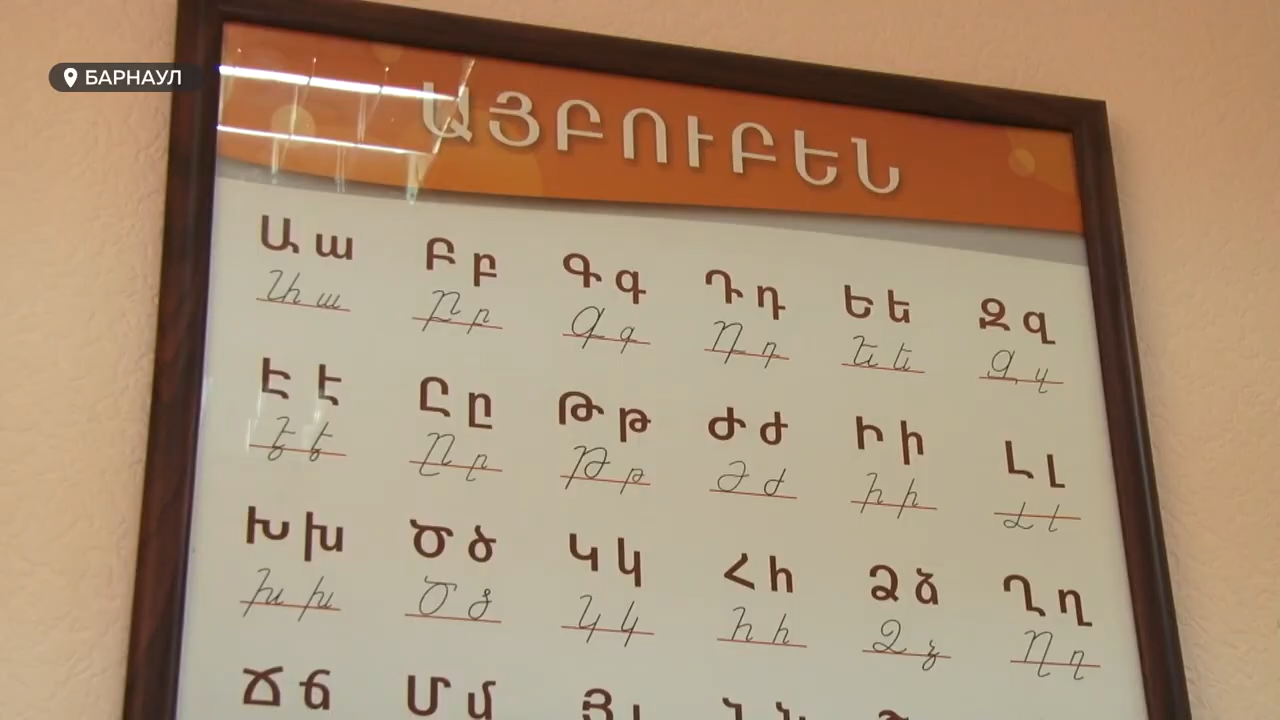 БАРНАУЛ
ԱՅԲՈՒԲԵՆ
Ա ա Բ բ Գ գ Դ դ Ե ե Զ զ
Ա ա Բ բ Գ գ Դ դ Ե ե Զ զ
Է է Ը ը Թ թ Ժ ժ Ի ի Լ լ
Է է Ը ը Թ թ Ժ ժ Ի ի Լ լ
Խ խ Ծ ծ Կ կ Հ հ Ձ ձ Ղ ղ
Խ խ Ծ ծ Կ կ Հ հ Ձ ձ Ղ ղ
Ճ ճ Մ մ Յ յ Ն ն